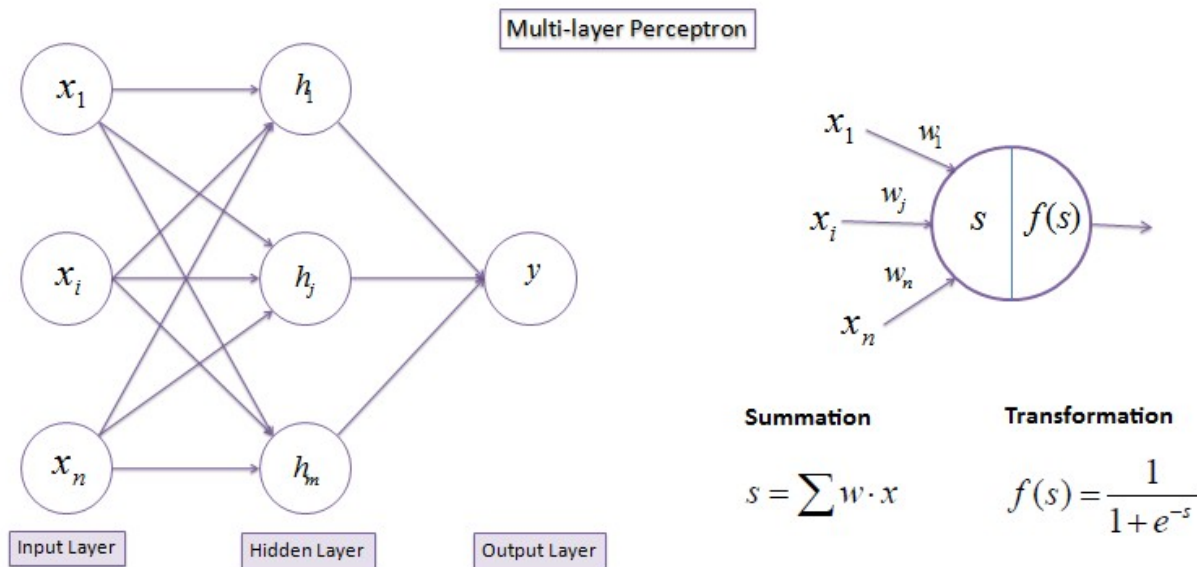 Multi-layer Perceptron
x₁
h₁
xᵢ
hⱼ
y
xₙ
hₘ
Input Layer
Hidden Layer
Output Layer
x₁
w₁
xᵢ
wⱼ
s
f(s)
wₙ
xₙ
Summation
s = ∑ w · x
Transformation
f(s) = 1 / (1 + e⁻ˢ)